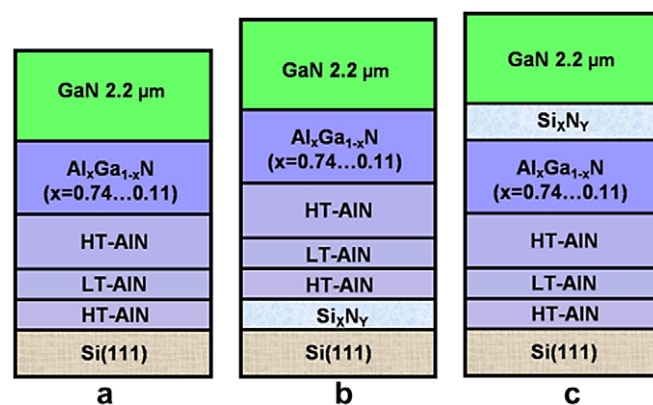 GaN 2.2 µm
AlₓGa₁₋ₓN
(x=0.74...0.11)
HT-AlN
LT-AlN
HT-AlN
Si(111)
a
GaN 2.2 µm
AlₓGa₁₋ₓN
(x=0.74...0.11)
HT-AlN
LT-AlN
HT-AlN
SiXNY
Si(111)
b
GaN 2.2 µm
SiXNY
AlₓGa₁₋ₓN
(x=0.74...0.11)
HT-AlN
LT-AlN
HT-AlN
Si(111)
c